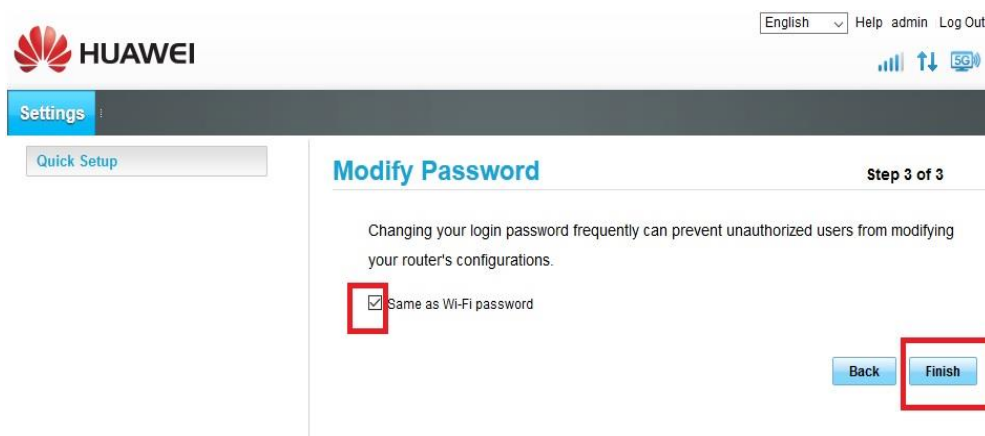 English Help admin Log Out
HUAWEI
5G
Settings
Quick Setup
Modify Password
Step 3 of 3
Changing your login password frequently can prevent unauthorized users from modifying
your router's configurations.
Same as Wi-Fi password
Back Finish